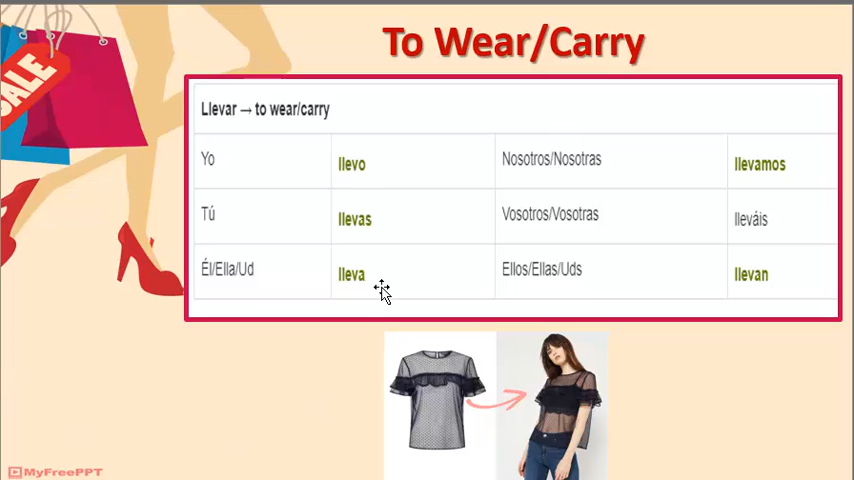 To Wear/Carry
SALE
Llevar → to wear/carry
Yo llevo Nosotros/Nosotras llevamos
Tú llevas Vosotros/Vosotras lleváis
Él/Ella/Ud lleva Ellos/Ellas/Uds llevan
MyFreePPT